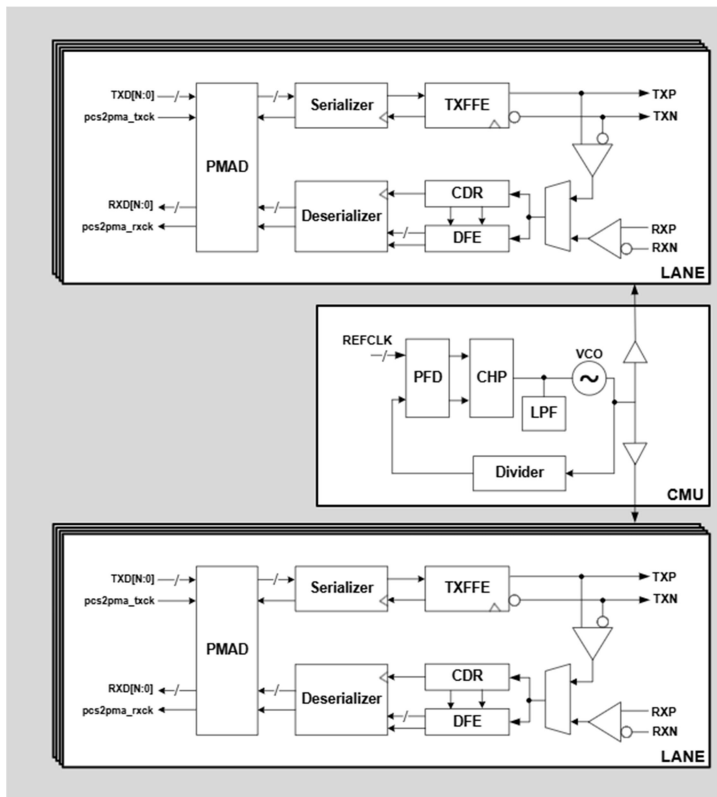 TXD[N:0]
pcs2pma_txck
PMAD
Serializer
TXFFE
TXP
TXN
RXD[N:0]
pcs2pma_rxck
Deserializer
CDR
DFE
RXP
RXN
LANE
REFCLK
PFD
CHP
VCO
~
LPF
Divider
CMU
TXD[N:0]
pcs2pma_txck
PMAD
Serializer
TXFFE
TXP
TXN
RXD[N:0]
pcs2pma_rxck
Deserializer
CDR
DFE
RXP
RXN
LANE